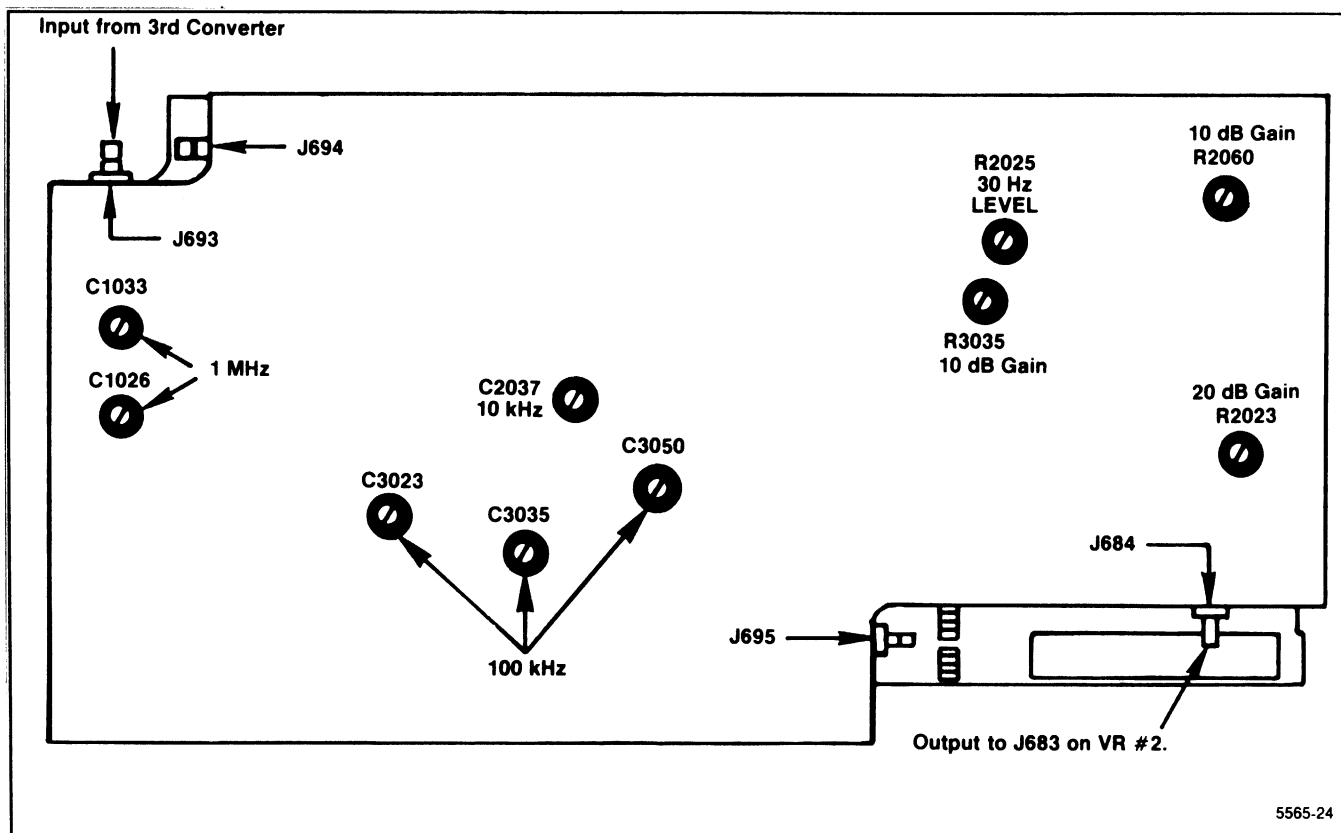 Input from 3rd Converter
J694
J693
10 dB Gain
R2060
R2025
30 Hz
LEVEL
C1033
1 MHz
C1026
R3035
10 dB Gain
C2037
10 kHz
20 dB Gain
R2023
C3050
C3023
C3035
J684
J695
100 kHz
Output to J683 on VR #2.
5565-24